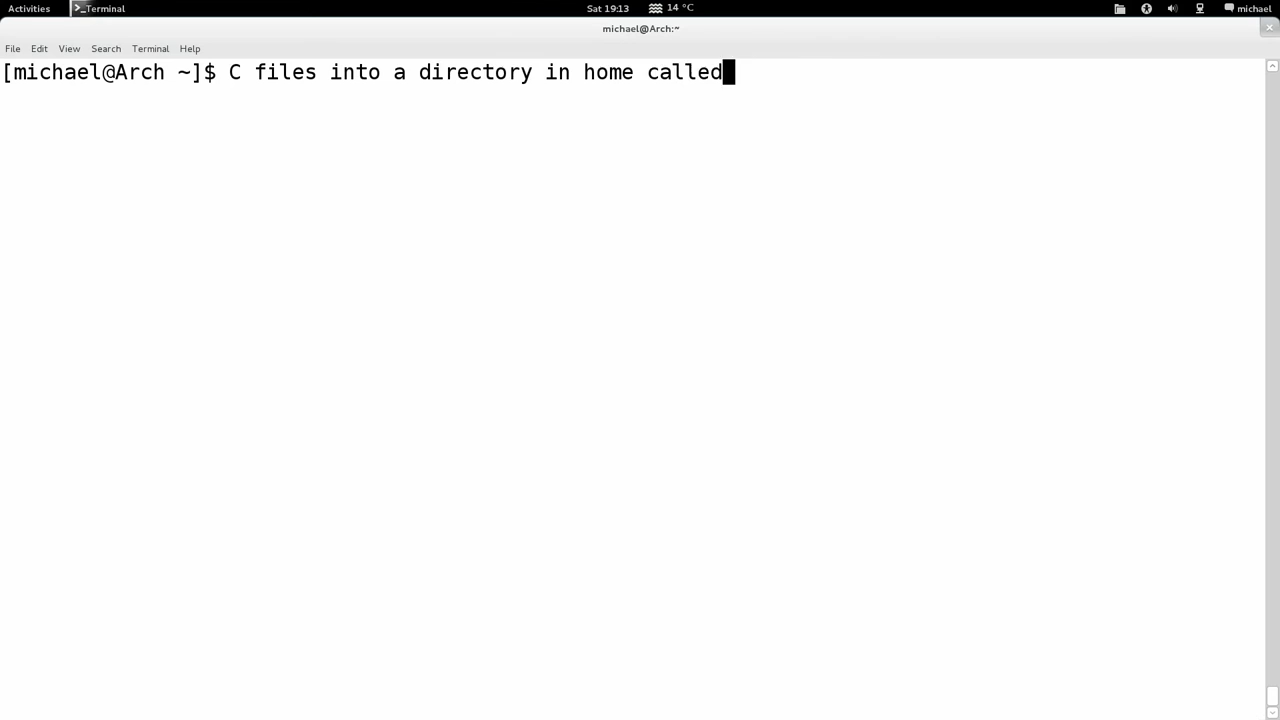 Activities >_Terminal Sat 19:13 14 °C michael
michael@Arch:~
File Edit View Search Terminal Help
[michael@Arch ~]$ C files into a directory in home called